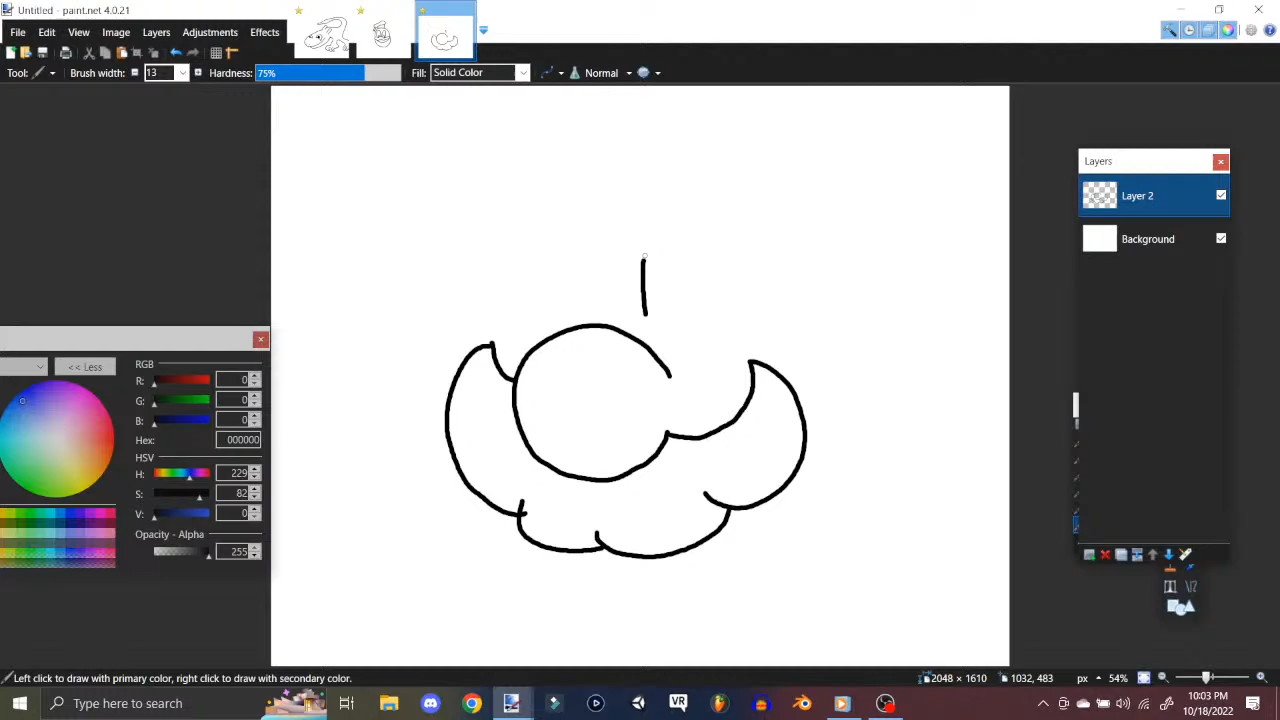 Untitled - paint.net 4.0.21
File Edit View Image Layers Adjustments Effects
Tool: Brush width: 13 Hardness: 75% Fill: Solid Color Normal
Layers
Layer 2
Background
<< Less
RGB
R: 0
G: 0
B: 0
Hex: 000000
HSV
H: 229
S: 82
V: 0
Opacity - Alpha
255
Left click to draw with primary color, right click to draw with secondary color.
2048 × 1610 1032, 483 px 54%
Type here to search
VR
10:03 PM
10/18/2022